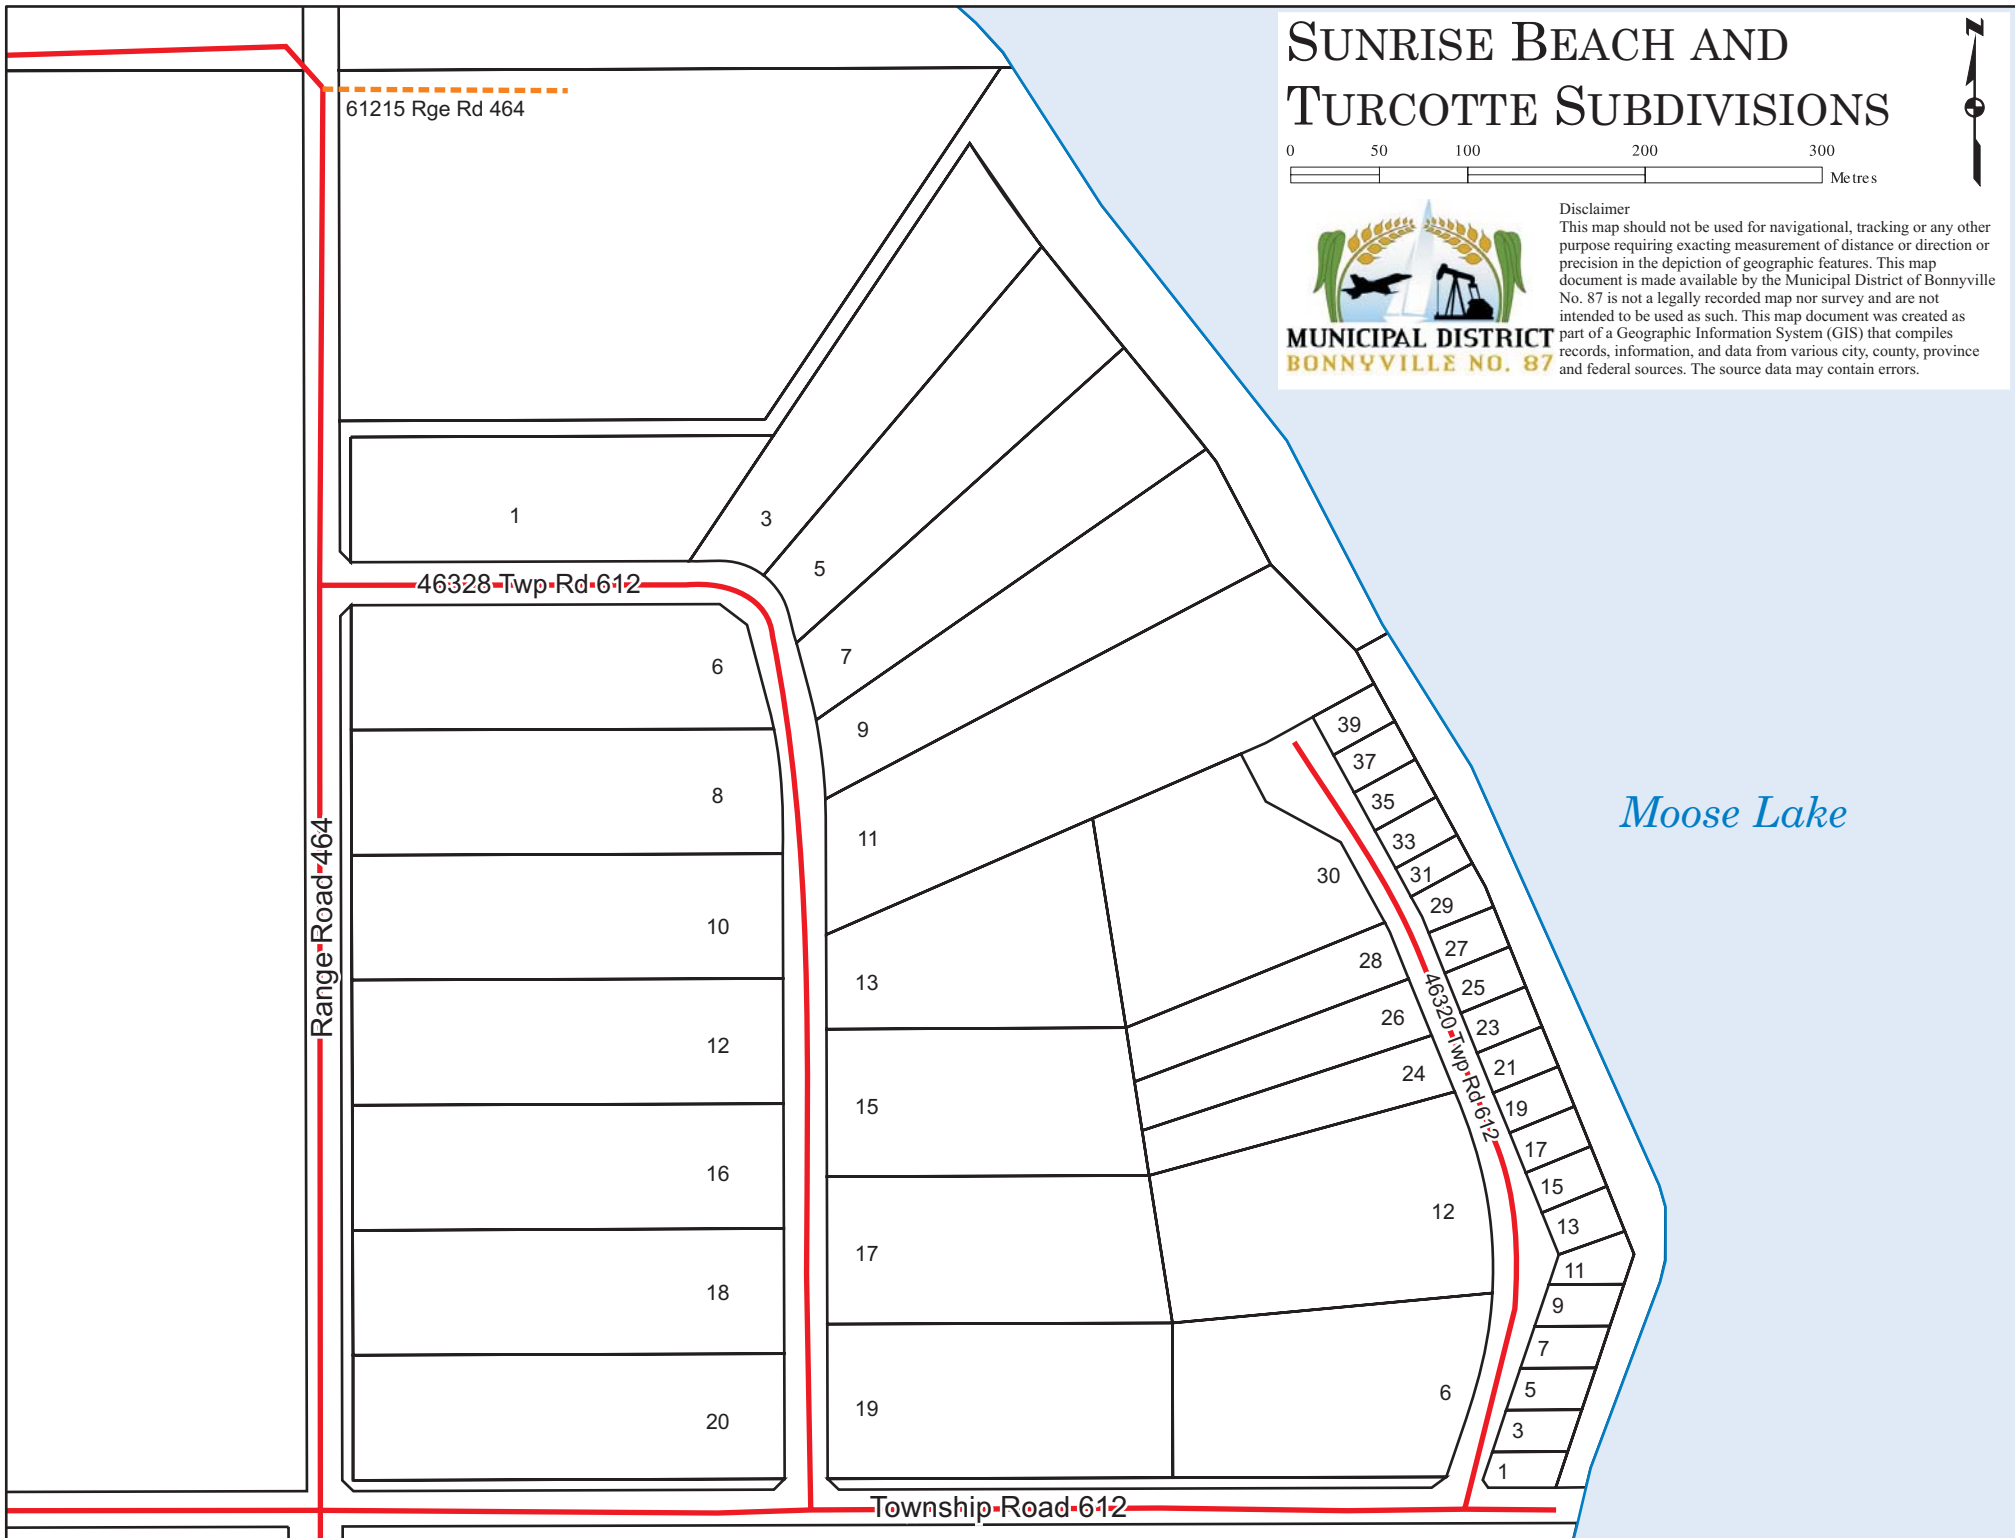 SUNRISE BEACH AND
TURCOTTE SUBDIVISIONS
N
0 50 100 200 300
Metres
Disclaimer
This map should not be used for navigational, tracking or any other
purpose requiring exacting measurement of distance or direction or
precision in the depiction of geographic features. This map
document is made available by the Municipal District of Bonnyville
No. 87 is not a legally recorded map nor survey and are not
intended to be used as such. This map document was created as
part of a Geographic Information System (GIS) that compiles
records, information, and data from various city, county, province
and federal sources. The source data may contain errors.
MUNICIPAL DISTRICT
BONNYVILLE NO. 87
61215 Rge Rd 464
1
3
5
46328 Twp Rd 612
7
9
11
13
15
17
19
6
8
10
12
16
18
20
Range Road 464
30
28
26
24
12
6
46320 Twp Rd 612
39
37
35
33
31
29
27
25
23
21
19
17
15
13
11
9
7
5
3
1
Moose Lake
Township Road 612